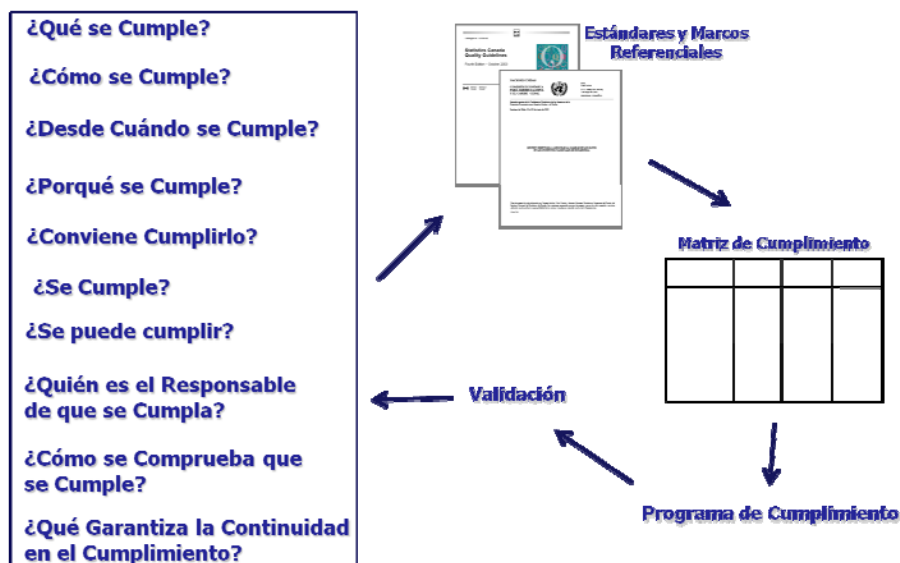 ¿Qué se Cumple?
¿Cómo se Cumple?
¿Desde Cuándo se Cumple?
¿Porqué se Cumple?
¿Conviene Cumplirlo?
¿Se Cumple?
¿Se puede cumplir?
¿Quién es el Responsable
de que se Cumpla?
¿Cómo se Comprueba que
se Cumple?
¿Qué Garantiza la Continuidad
en el Cumplimiento?
Statistics Canada
Quality Guidelines
Estándares y Marcos
Referenciales
Matriz de Cumplimiento
Validación
Programa de Cumplimiento